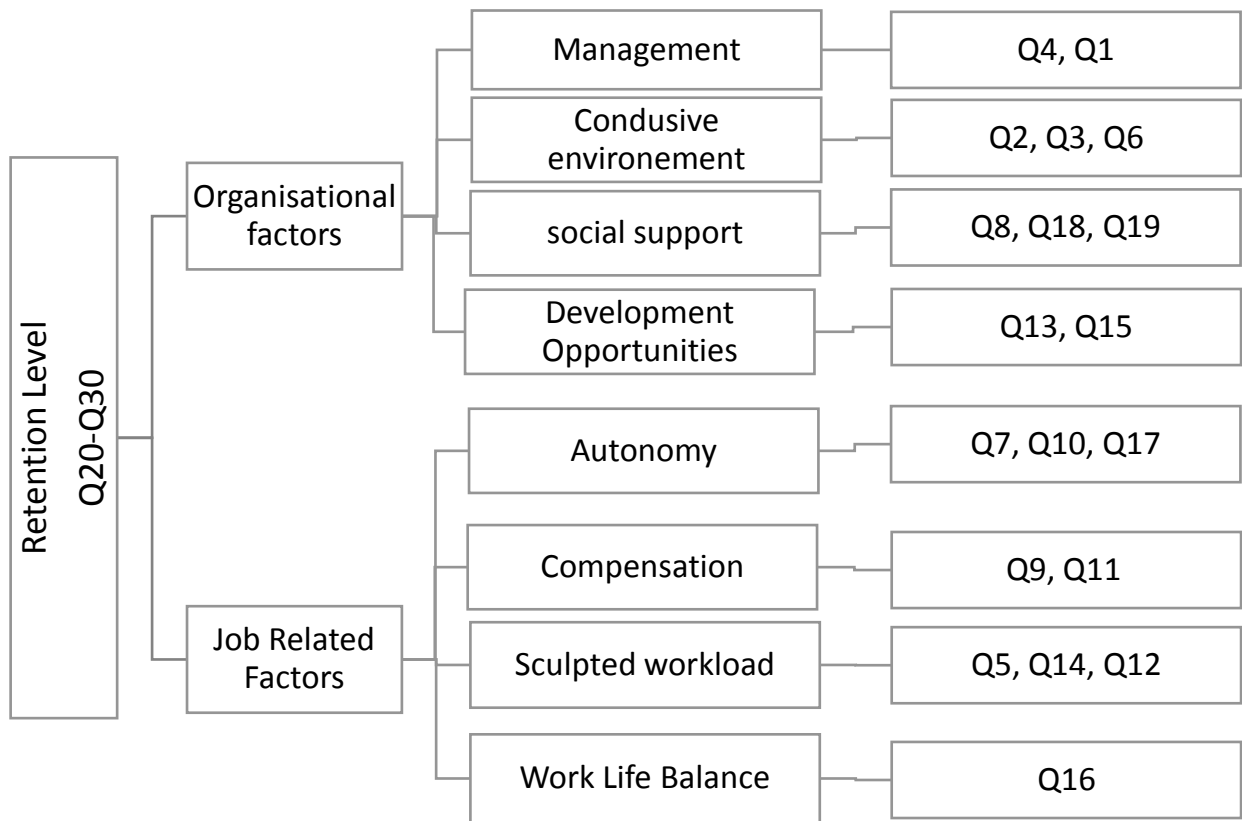 Retention Level
Q20-Q30
Organisational
factors
Management
Q4, Q1
Condusive
environement
Q2, Q3, Q6
social support
Q8, Q18, Q19
Development
Opportunities
Q13, Q15
Job Related
Factors
Autonomy
Q7, Q10, Q17
Compensation
Q9, Q11
Sculpted workload
Q5, Q14, Q12
Work Life Balance
Q16